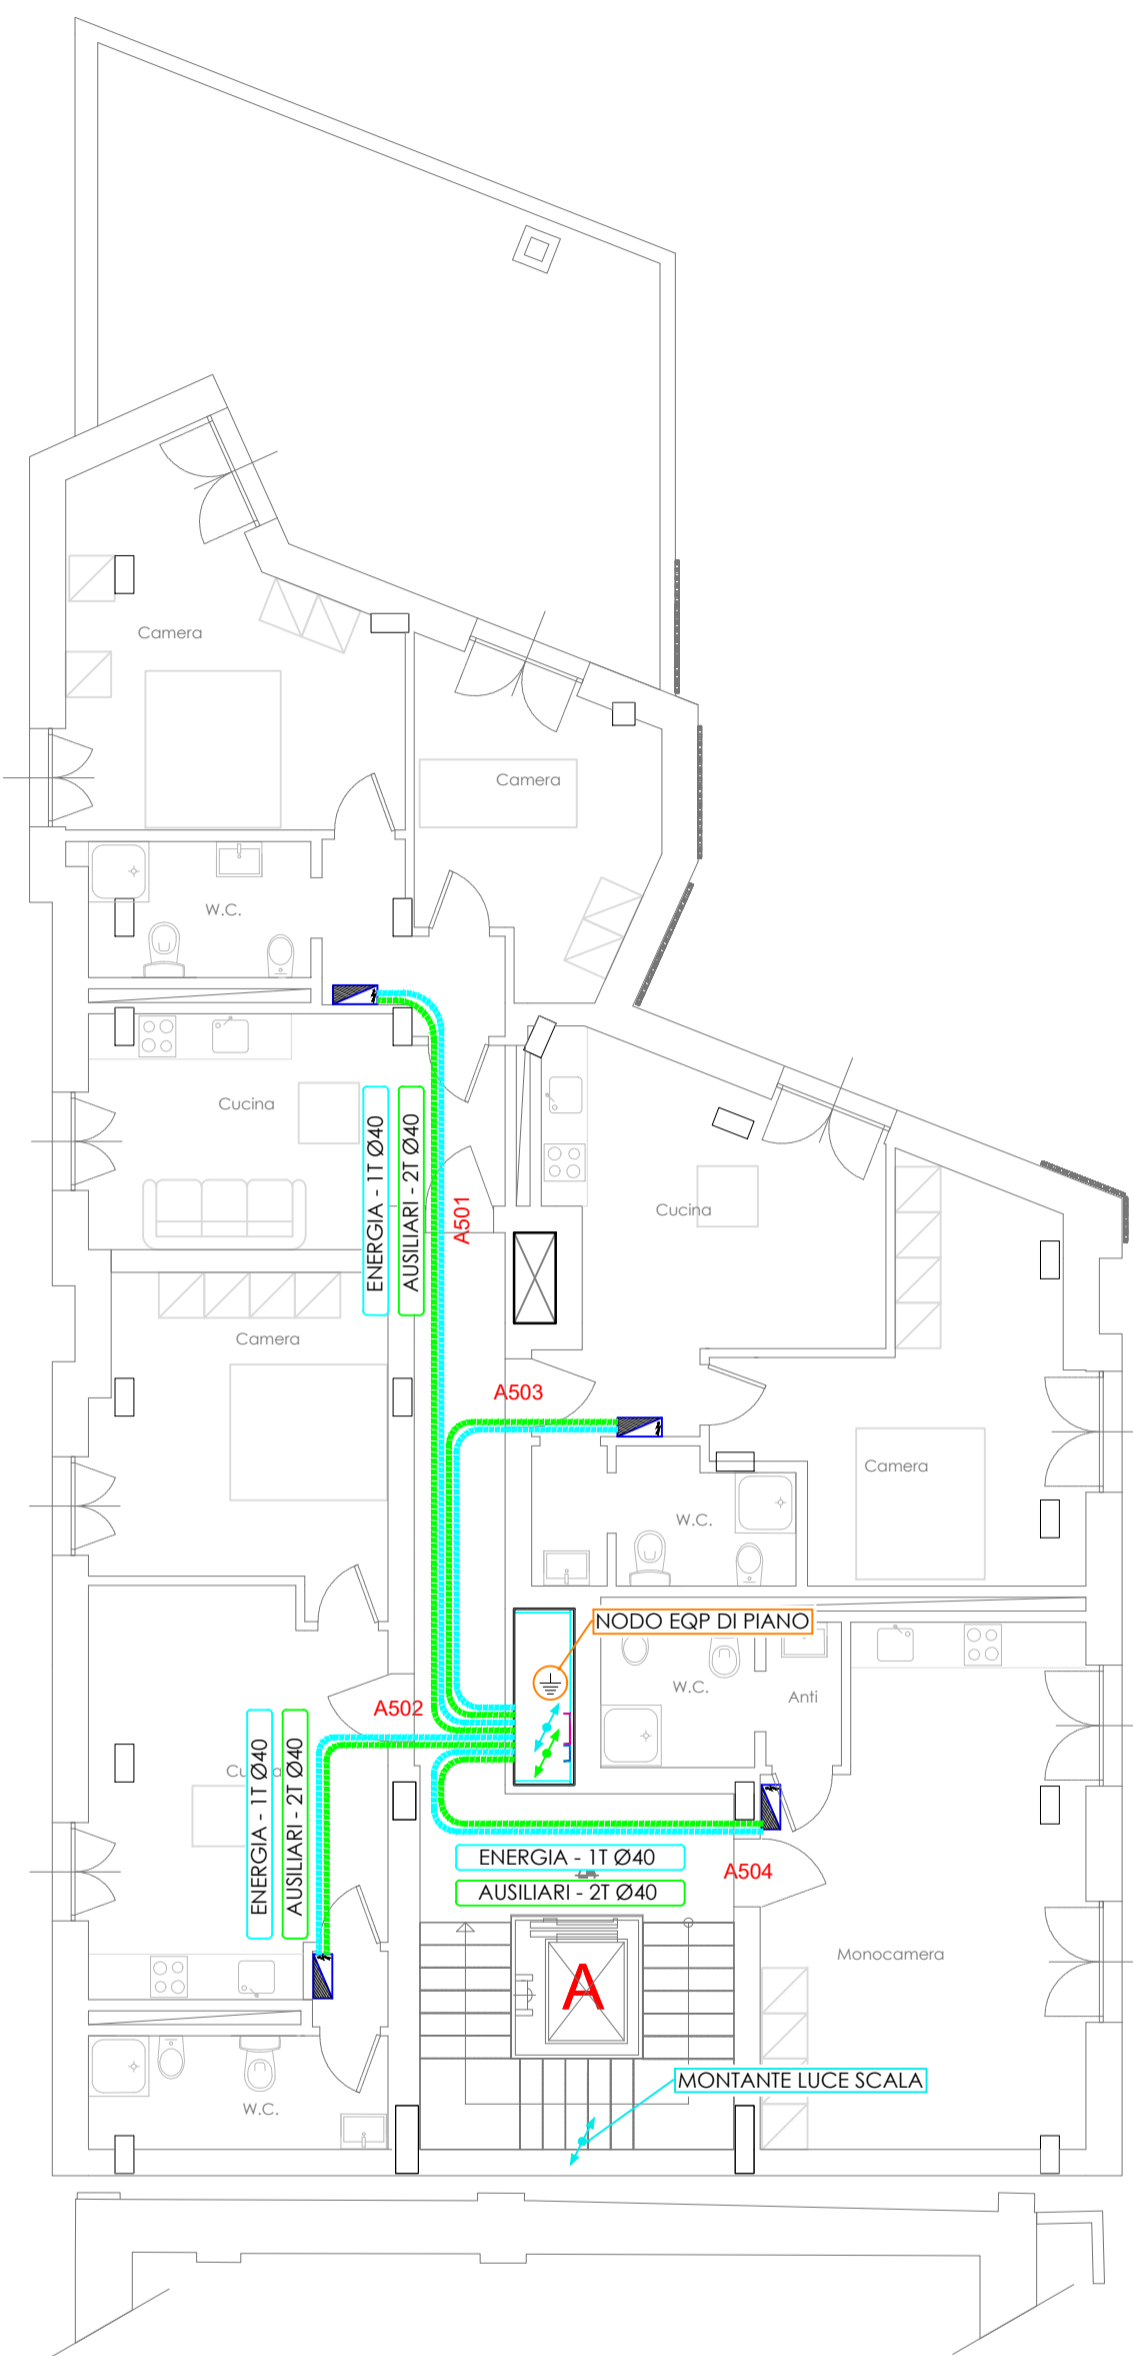 Camera
Camera
W.C.
Cucina
ENERGIA - 1T Ø40
AUSILIARI - 2T Ø40
A501
Cucina
Camera
A503
Camera
W.C.
NODO EQP DI PIANO
W.C.
Anti
A502
ENERGIA - 1T Ø40
AUSILIARI - 2T Ø40
ENERGIA - 1T Ø40
A504
AUSILIARI - 2T Ø40
Monocamera
A
MONTANTE LUCE SCALA
W.C.